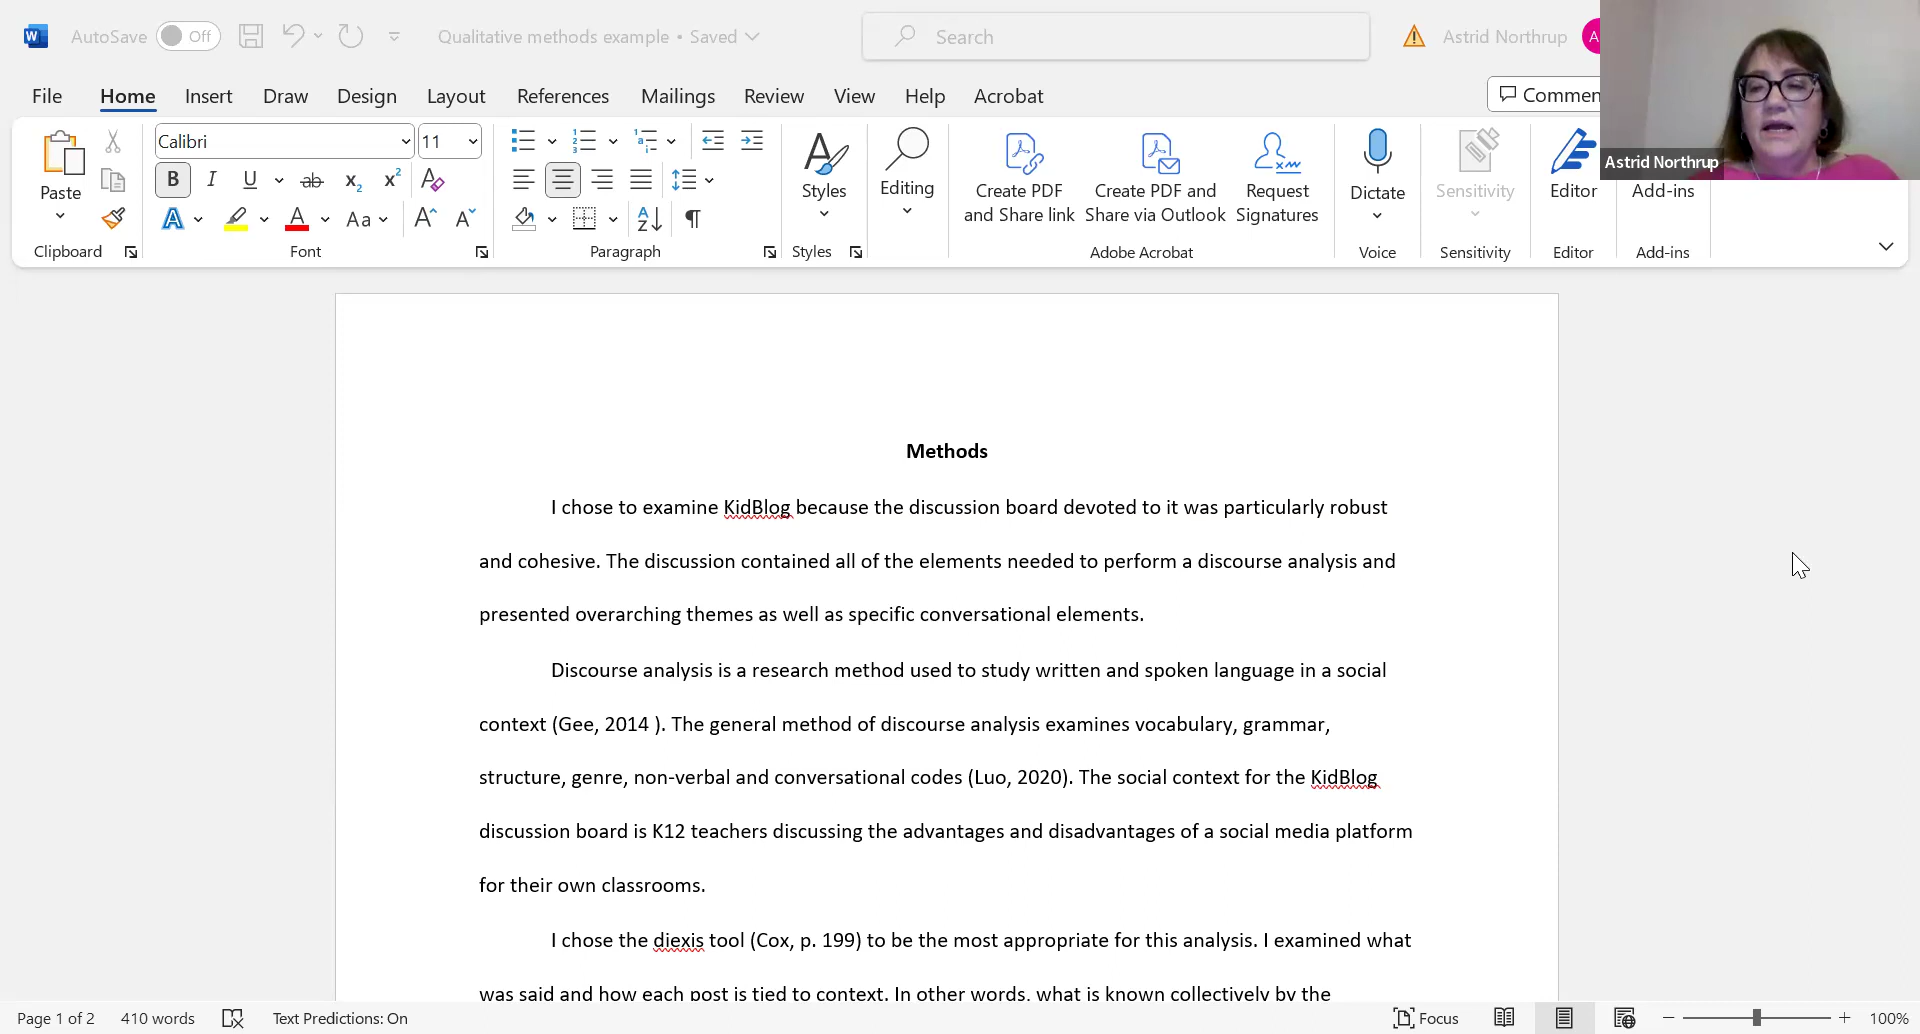 AutoSave Off Qualitative methods example • Saved Search Astrid Northrup A
File Home Insert Draw Design Layout References Mailings Review View Help Acrobat Commen
Astrid Northrup
Paste Calibri 11 Styles Editing Create PDF and Share link Create PDF and Share via Outlook Request Signatures Dictate Sensitivity Editor Add-ins
Clipboard Font Paragraph Styles Adobe Acrobat Voice Sensitivity Editor Add-ins
Methods
I chose to examine KidBlog because the discussion board devoted to it was particularly robust
and cohesive. The discussion contained all of the elements needed to perform a discourse analysis and
presented overarching themes as well as specific conversational elements.
Discourse analysis is a research method used to study written and spoken language in a social
context (Gee, 2014 ). The general method of discourse analysis examines vocabulary, grammar,
structure, genre, non-verbal and conversational codes (Luo, 2020). The social context for the KidBlog
discussion board is K12 teachers discussing the advantages and disadvantages of a social media platform
for their own classrooms.
I chose the diexis tool (Cox, p. 199) to be the most appropriate for this analysis. I examined what
was said and how each post is tied to context. In other words, what is known collectively by the
Page 1 of 2 410 words Text Predictions: On Focus 100%